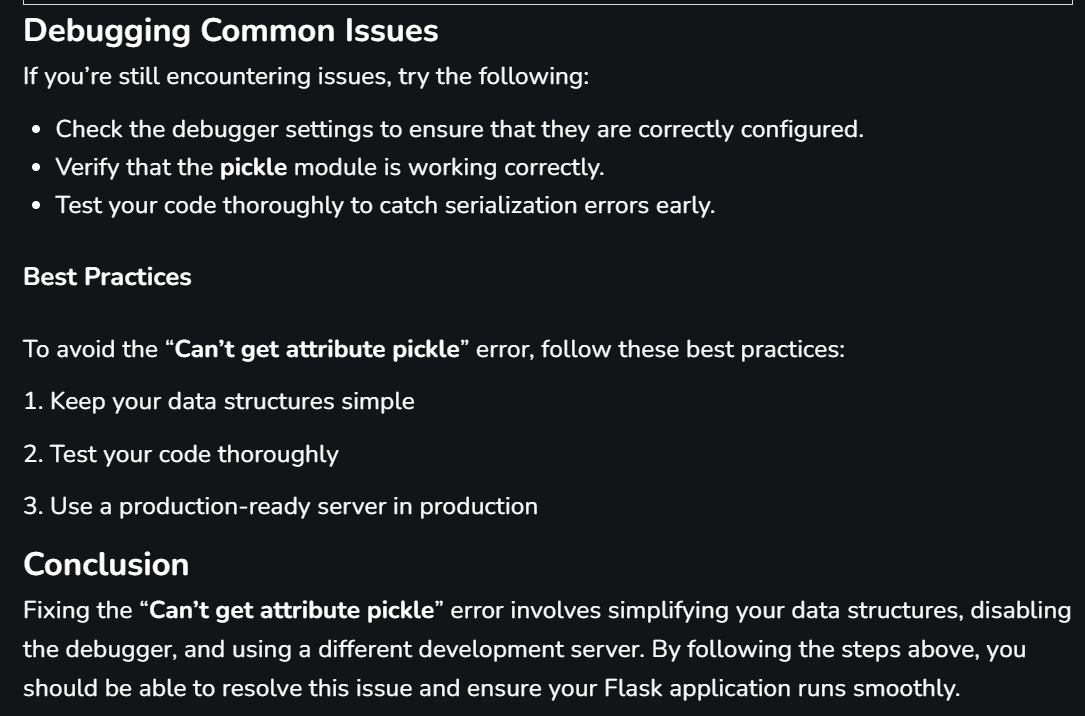 Debugging Common Issues
If you’re still encountering issues, try the following:
• Check the debugger settings to ensure that they are correctly configured.
• Verify that the pickle module is working correctly.
• Test your code thoroughly to catch serialization errors early.
Best Practices
To avoid the “Can’t get attribute pickle” error, follow these best practices:
1. Keep your data structures simple
2. Test your code thoroughly
3. Use a production-ready server in production
Conclusion
Fixing the “Can’t get attribute pickle” error involves simplifying your data structures, disabling
the debugger, and using a different development server. By following the steps above, you
should be able to resolve this issue and ensure your Flask application runs smoothly.